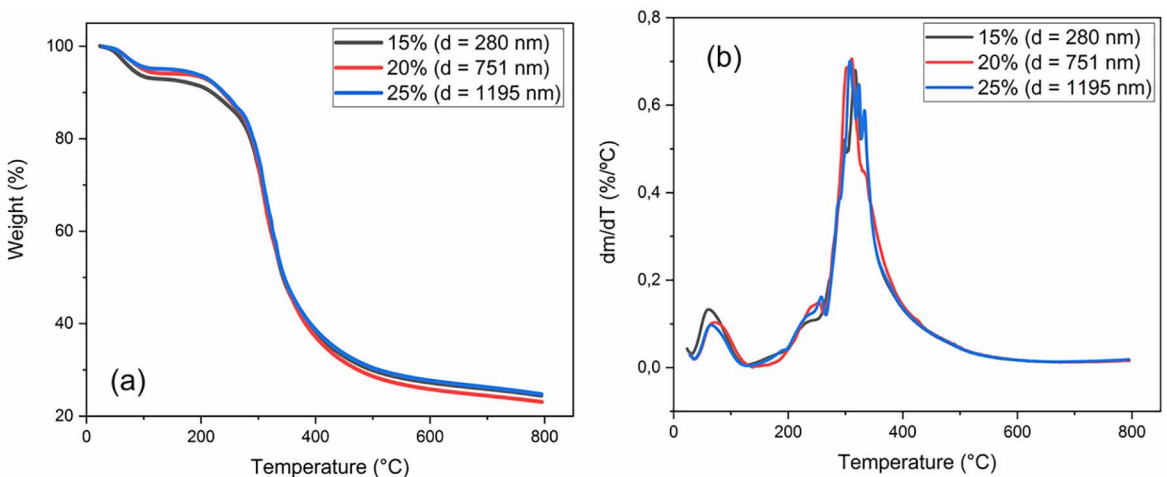 100
80
60
40
20
Weight (%)
15% (d = 280 nm)
20% (d = 751 nm)
25% (d = 1195 nm)
(a)
0
200
400
600
800
Temperature (°C)
0,8
0,6
0,4
0,2
0,0
dm/dT (%/ºC)
(b)
15% (d = 280 nm)
20% (d = 751 nm)
25% (d = 1195 nm)
0
200
400
600
800
Temperature (°C)